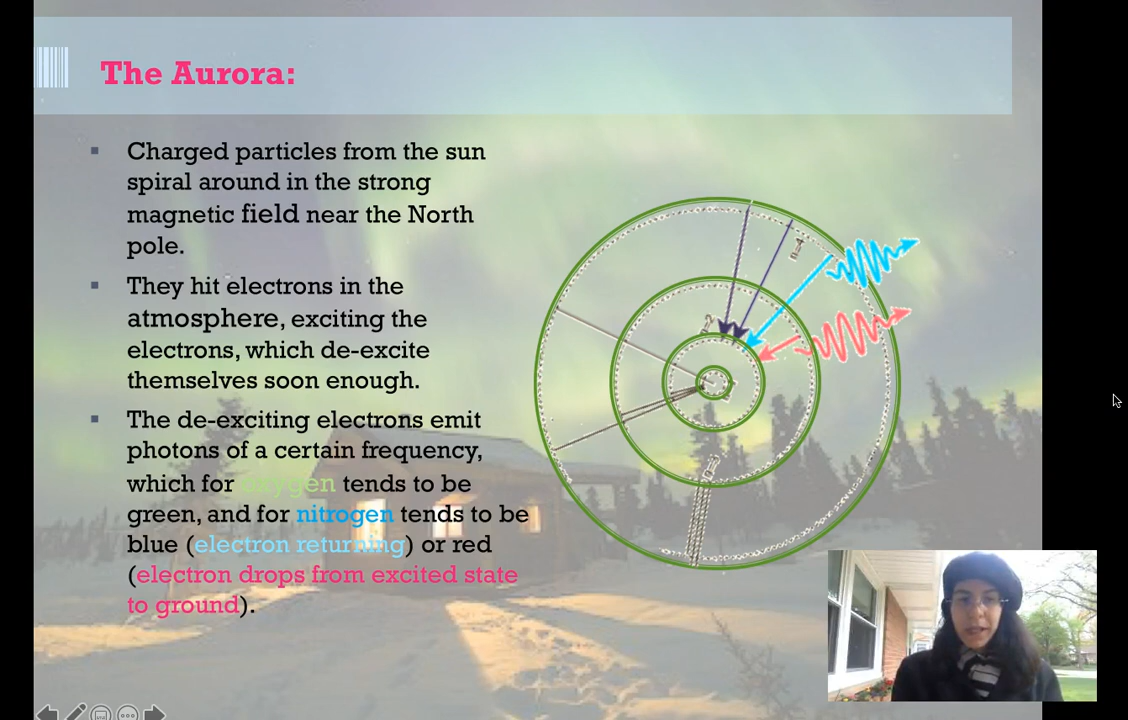 The Aurora:
Charged particles from the sun
spiral around in the strong
magnetic field near the North
pole.
They hit electrons in the
atmosphere, exciting the
electrons, which de-excite
themselves soon enough.
The de-exciting electrons emit
photons of a certain frequency,
which for oxygen tends to be
green, and for nitrogen tends to be
blue (electron returning) or red
(electron drops from excited state
to ground).